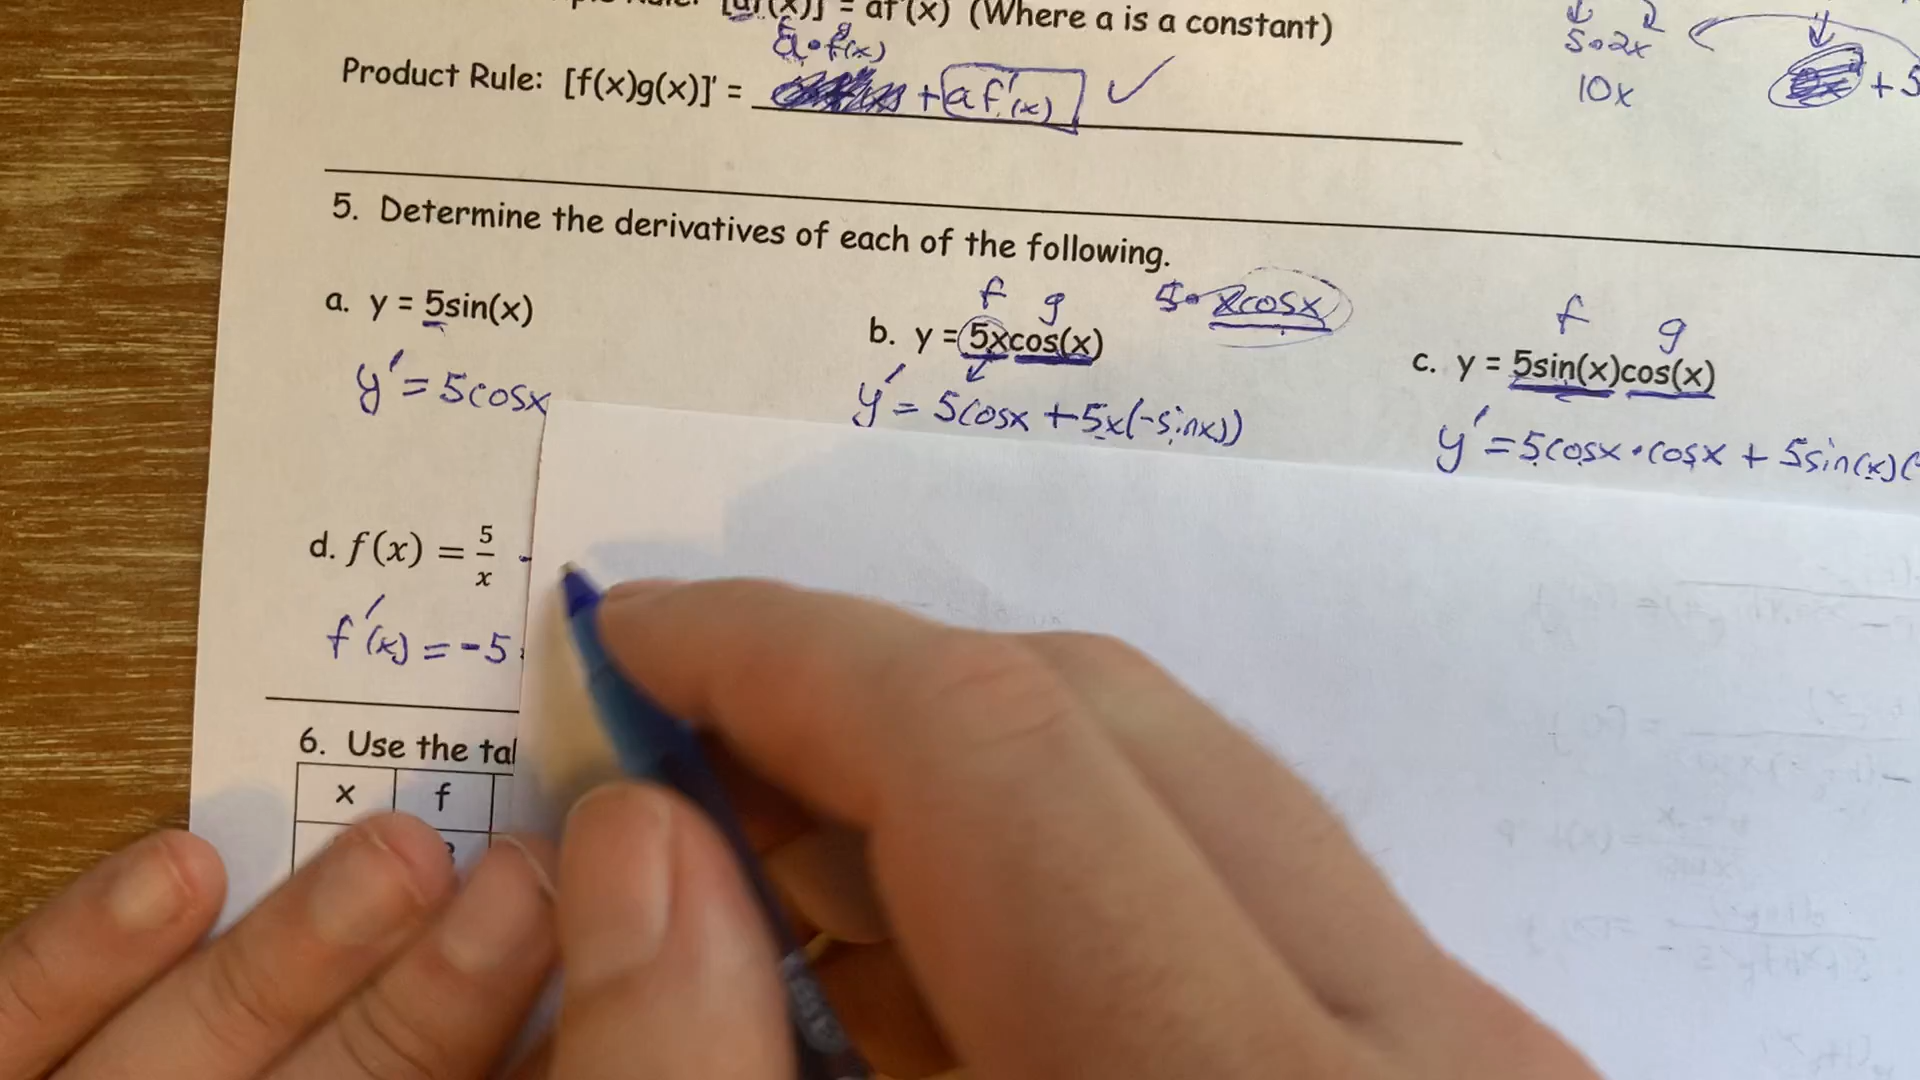 [af(x)]' = af'(x) (Where a is a constant)
a • f(x)
f g
Product Rule: [f(x)g(x)]' = + af'(x) ✓
5•2x
10x
+ 5
5. Determine the derivatives of each of the following.
a. y = 5sin(x)
y' = 5cosx
f g
5• xcosx
b. y = 5xcos(x)
y' = 5cosx + 5x(-sinx))
f g
c. y = 5sin(x)cos(x)
y' = 5cosx • cosx + 5sin(x)(
d. f(x) = 5/x -
f'(x) = -5
6. Use the
x f